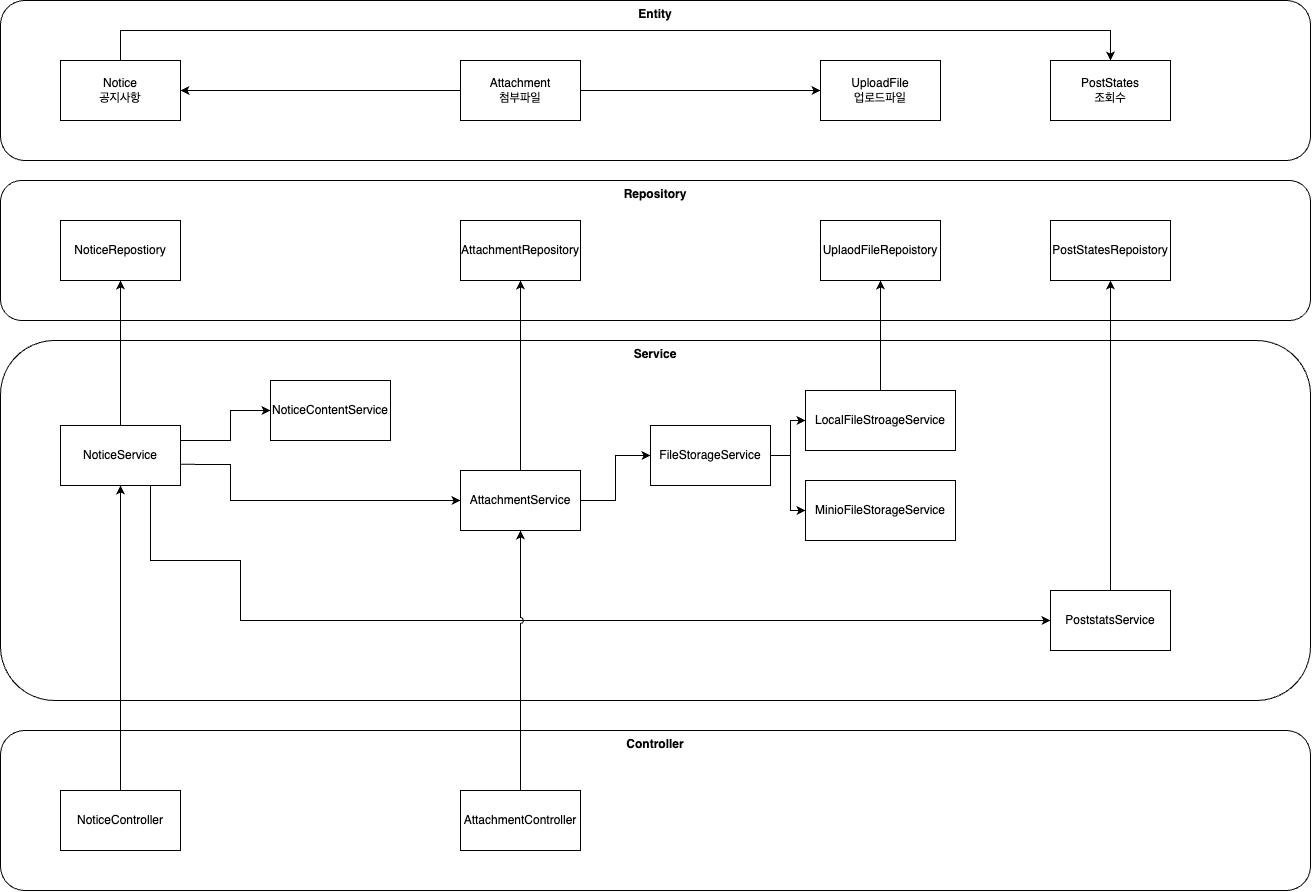 Entity
Notice
공지사항
Attachment
첨부파일
UploadFile
업로드파일
PostStates
조회수
Repository
NoticeRepostiory
AttachmentRepository
UplaodFileRepoistory
PostStatesRepoistory
Service
NoticeContentService
LocalFileStroageService
NoticeService
FileStorageService
AttachmentService
MinioFileStorageService
PoststatsService
Controller
NoticeController
AttachmentController